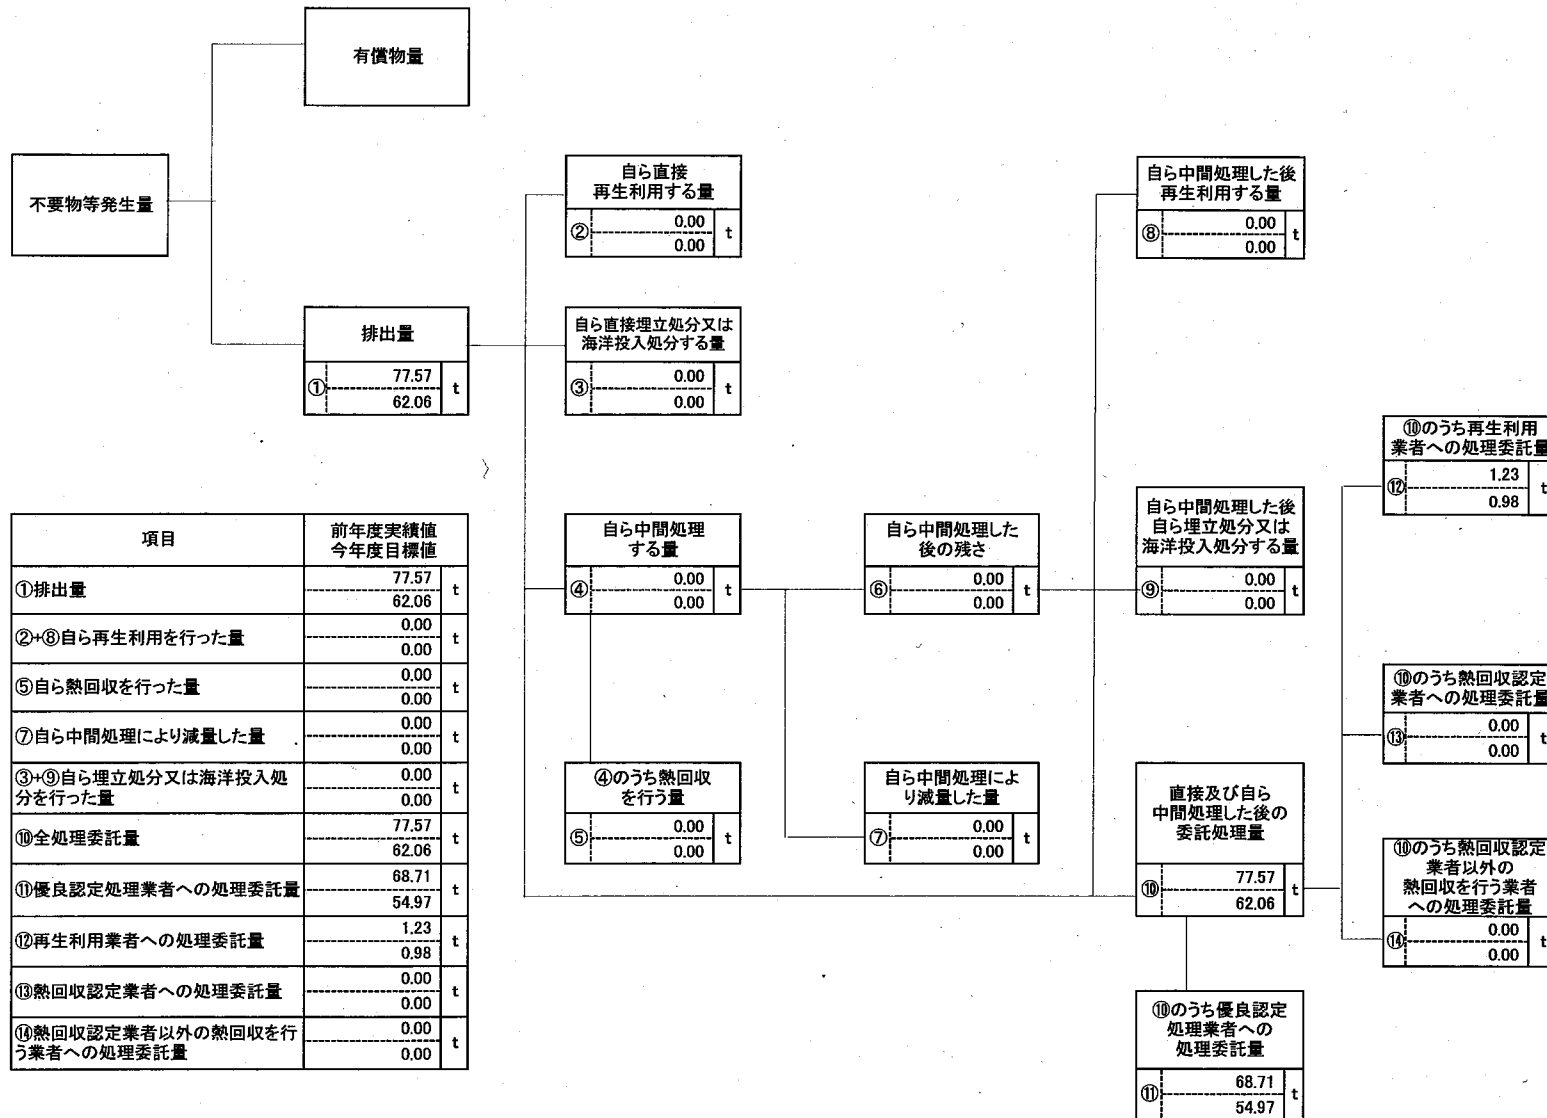 有償物量
不要物等発生量
自ら直接
再生利用する量
② 0.00 t
0.00
自ら中間処理した後
再生利用する量
⑧ 0.00 t
0.00
排出量
① 77.57 t
62.06
自ら直接埋立処分又は
海洋投入処分する量
③ 0.00 t
0.00
⑩のうち再生利用
業者への処理委託量
⑫ 1.23 t
0.98
自ら中間処理
する量
④ 0.00 t
0.00
自ら中間処理した
後の残さ
⑥ 0.00 t
0.00
自ら中間処理した後
自ら埋立処分又は
海洋投入処分する量
⑨ 0.00 t
0.00
⑩のうち熱回収認定
業者への処理委託量
⑬ 0.00 t
0.00
④のうち熱回収
を行う量
⑤ 0.00 t
0.00
自ら中間処理によ
り減量した量
⑦ 0.00 t
0.00
直接及び自ら
中間処理した後の
委託処理量
⑩ 77.57 t
62.06
⑩のうち熱回収認定
業者以外の
熱回収を行う業者
への処理委託量
⑭ 0.00 t
0.00
⑩のうち優良認定
処理業者への
処理委託量
⑪ 68.71 t
54.97
項目 前年度実績値
今年度目標値
①排出量 77.57 t
62.06
②+⑧自ら再生利用を行った量 0.00 t
0.00
⑤自ら熱回収を行った量 0.00 t
0.00
⑦自ら中間処理により減量した量 0.00 t
0.00
③+⑨自ら埋立処分又は海洋投入処 0.00 t
分を行った量 0.00
⑩全処理委託量 77.57 t
62.06
⑪優良認定処理業者への処理委託量 68.71 t
54.97
⑫再生利用業者への処理委託量 1.23 t
0.98
⑬熱回収認定業者への処理委託量 0.00 t
0.00
⑭熱回収認定業者以外の熱回収を行 0.00 t
う業者への処理委託量 0.00